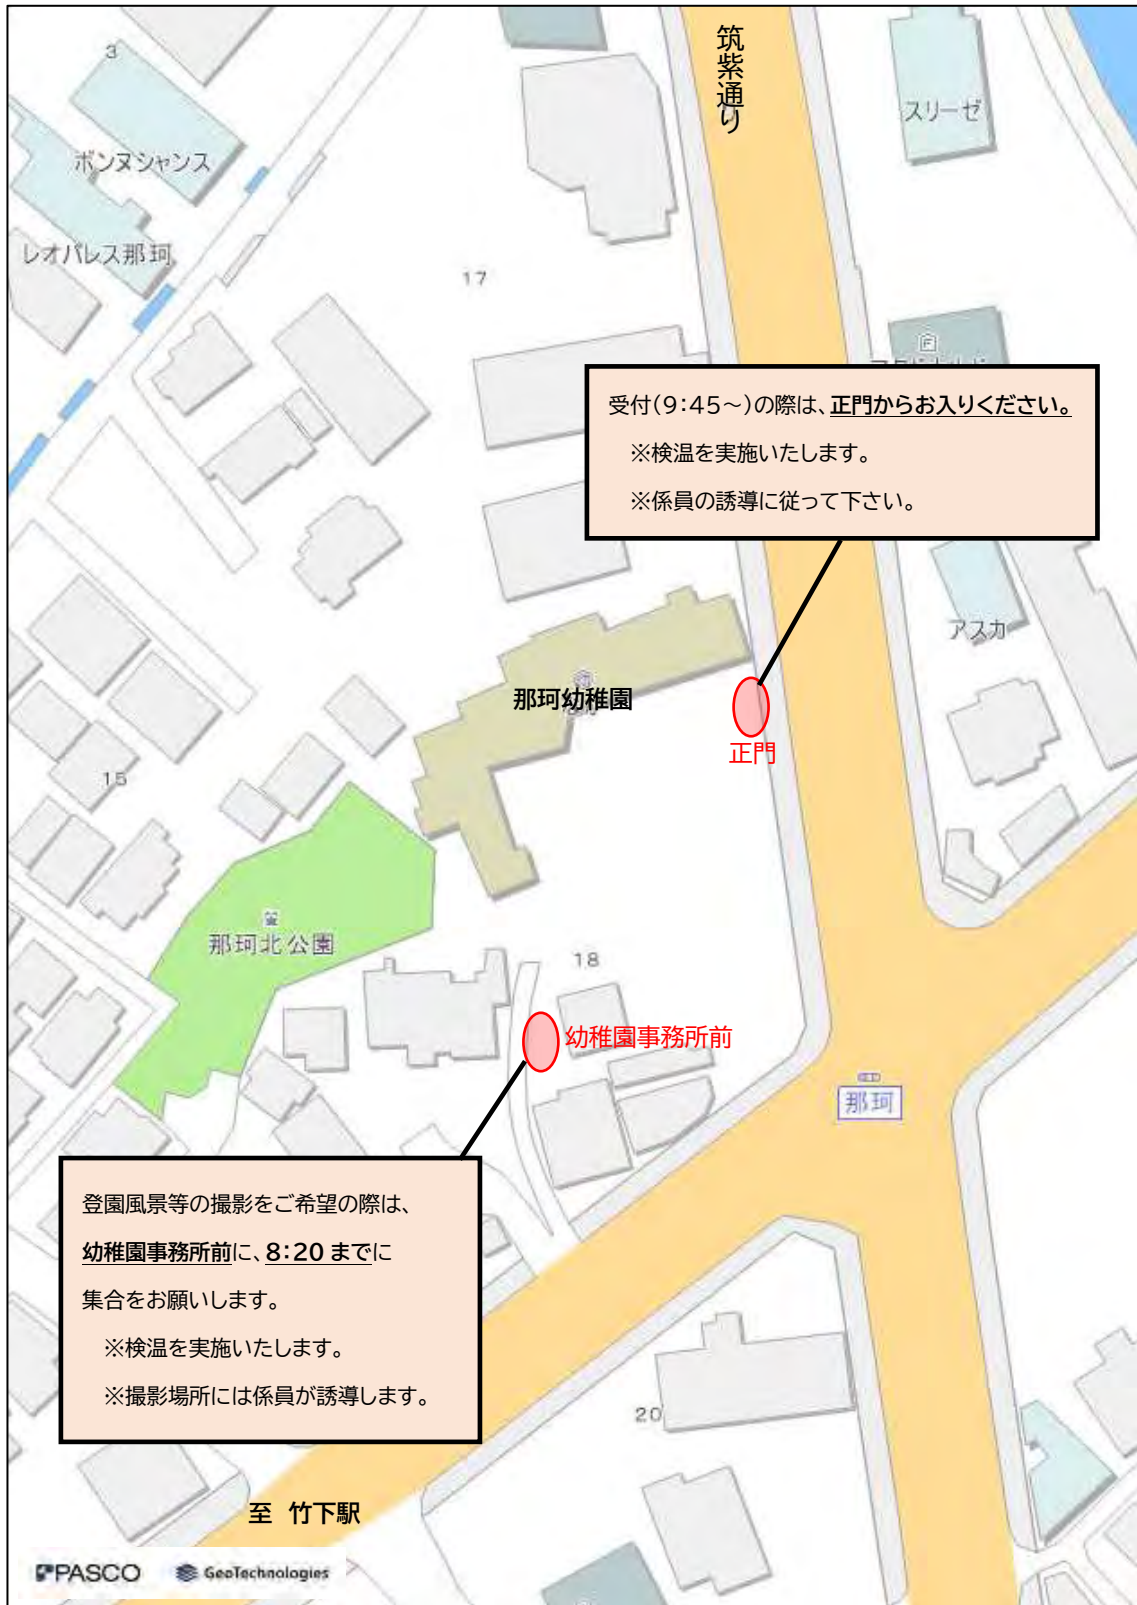 3
筑紫通り
スリーゼ
ボンヌシャンス
レオパレス那珂
17
受付(9:45～)の際は、正門からお入りください。
※検温を実施いたします。
※係員の誘導に従って下さい。
アスカ
那珂幼稚園
正門
15
那珂北公園
18
幼稚園事務所前
那珂
登園風景等の撮影をご希望の際は、
幼稚園事務所前に、8:20 までに
集合をお願いします。
※検温を実施いたします。
※撮影場所には係員が誘導します。
20
至 竹下駅
PASCO
GeoTechnologies